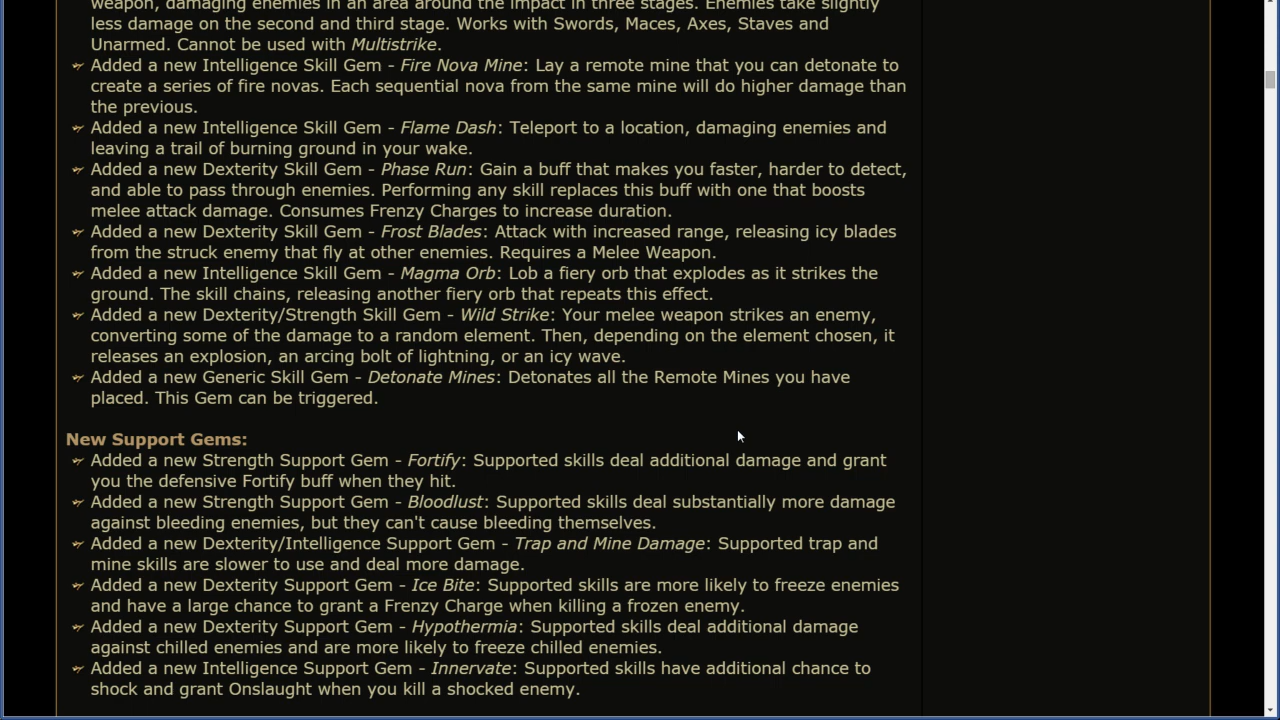 weapon, damaging enemies in an area around the impact in three stages. Enemies take slightly
less damage on the second and third stage. Works with Swords, Maces, Axes, Staves and
Unarmed. Cannot be used with Multistrike.
Added a new Intelligence Skill Gem - Fire Nova Mine: Lay a remote mine that you can detonate to
create a series of fire novas. Each sequential nova from the same mine will do higher damage than
the previous.
Added a new Intelligence Skill Gem - Flame Dash: Teleport to a location, damaging enemies and
leaving a trail of burning ground in your wake.
Added a new Dexterity Skill Gem - Phase Run: Gain a buff that makes you faster, harder to detect,
and able to pass through enemies. Performing any skill replaces this buff with one that boosts
melee attack damage. Consumes Frenzy Charges to increase duration.
Added a new Dexterity Skill Gem - Frost Blades: Attack with increased range, releasing icy blades
from the struck enemy that fly at other enemies. Requires a Melee Weapon.
Added a new Intelligence Skill Gem - Magma Orb: Lob a fiery orb that explodes as it strikes the
ground. The skill chains, releasing another fiery orb that repeats this effect.
Added a new Dexterity/Strength Skill Gem - Wild Strike: Your melee weapon strikes an enemy,
converting some of the damage to a random element. Then, depending on the element chosen, it
releases an explosion, an arcing bolt of lightning, or an icy wave.
Added a new Generic Skill Gem - Detonate Mines: Detonates all the Remote Mines you have
placed. This Gem can be triggered.
New Support Gems:
Added a new Strength Support Gem - Fortify: Supported skills deal additional damage and grant
you the defensive Fortify buff when they hit.
Added a new Strength Support Gem - Bloodlust: Supported skills deal substantially more damage
against bleeding enemies, but they can't cause bleeding themselves.
Added a new Dexterity/Intelligence Support Gem - Trap and Mine Damage: Supported trap and
mine skills are slower to use and deal more damage.
Added a new Dexterity Support Gem - Ice Bite: Supported skills are more likely to freeze enemies
and have a large chance to grant a Frenzy Charge when killing a frozen enemy.
Added a new Dexterity Support Gem - Hypothermia: Supported skills deal additional damage
against chilled enemies and are more likely to freeze chilled enemies.
Added a new Intelligence Support Gem - Innervate: Supported skills have additional chance to
shock and grant Onslaught when you kill a shocked enemy.